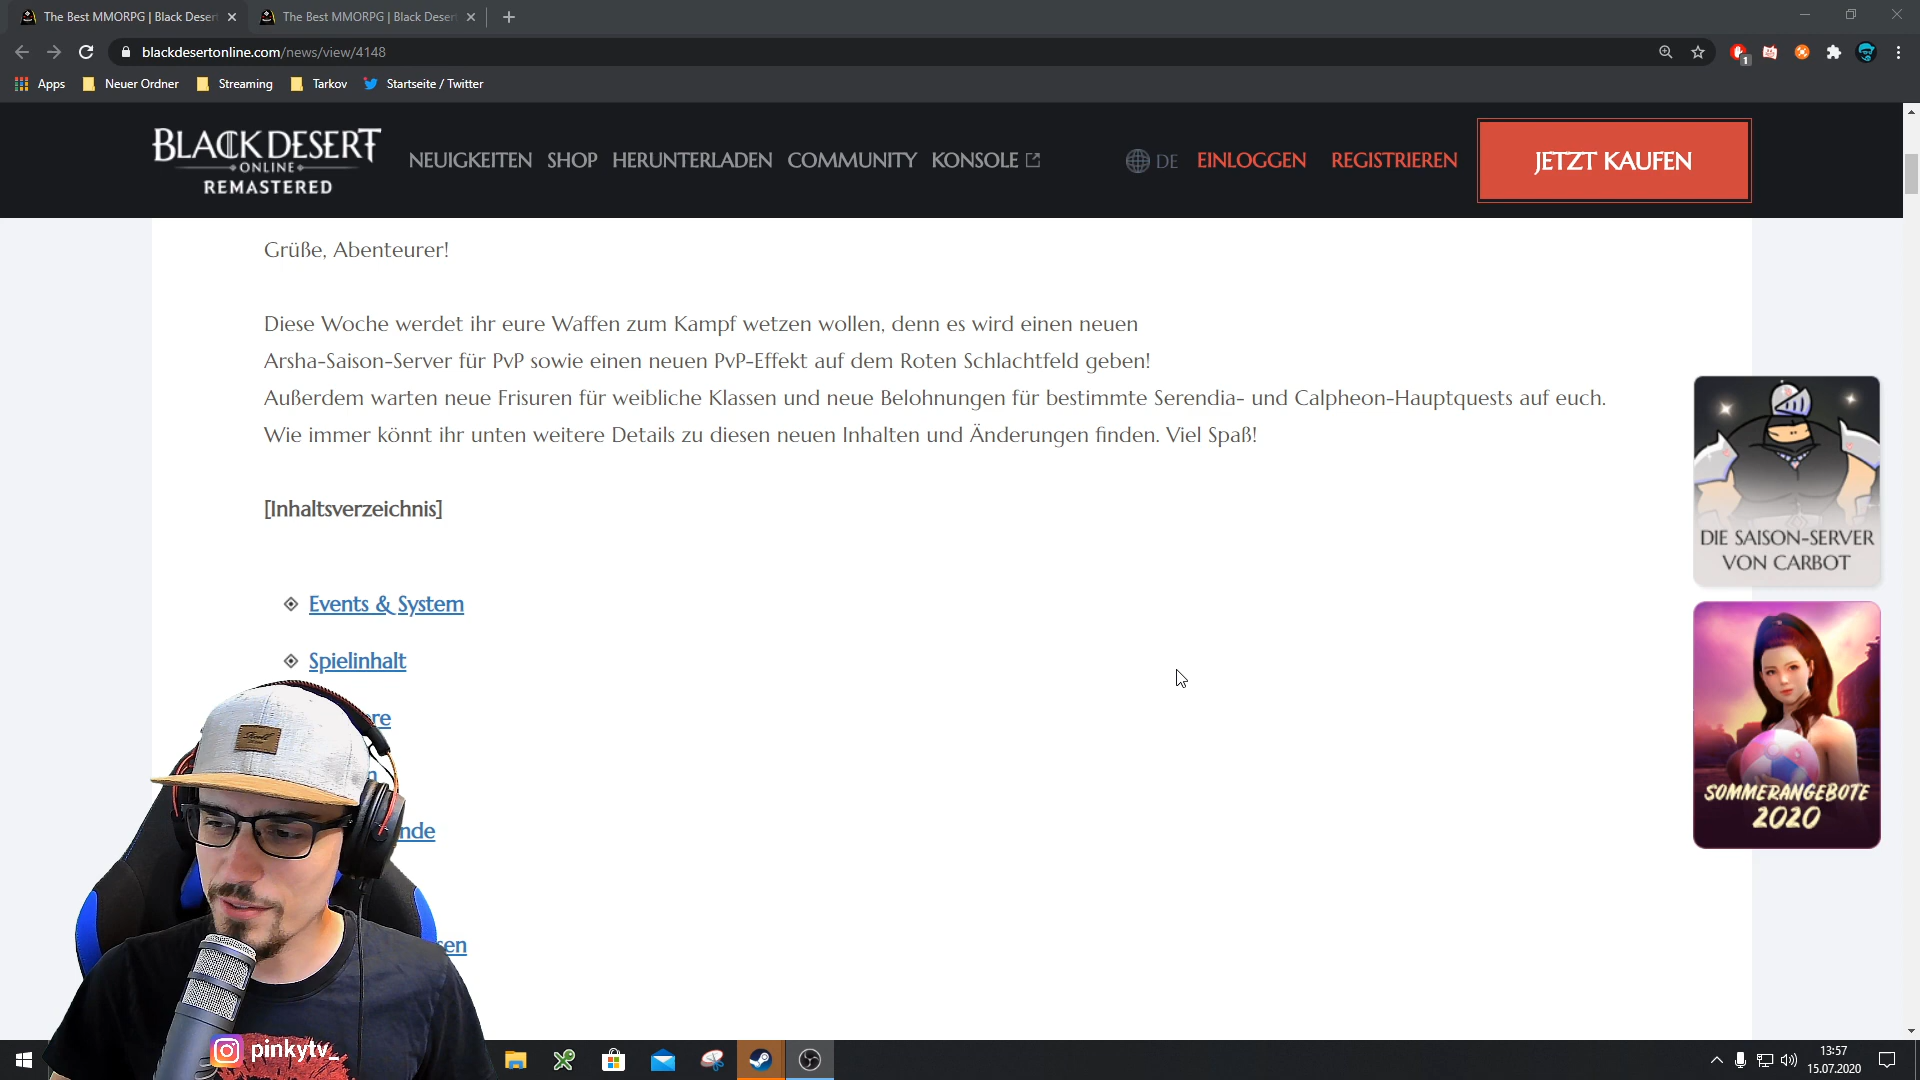 The Best MMORPG | Black Deser
The Best MMORPG | Black Desert
blackdesertonline.com/news/view/4148
1
Apps
Neuer Ordner
Streaming
Tarkov
Startseite / Twitter
BLACK DESERT
ONLINE
REMASTERED
NEUIGKEITEN
SHOP
HERUNTERLADEN
COMMUNITY
KONSOLE
DE
EINLOGGEN
REGISTRIEREN
JETZT KAUFEN
Grüße, Abenteurer!
Diese Woche werdet ihr eure Waffen zum Kampf wetzen wollen, denn es wird einen neuen
Arsha-Saison-Server für PvP sowie einen neuen PvP-Effekt auf dem Roten Schlachtfeld geben!
Außerdem warten neue Frisuren für weibliche Klassen und neue Belohnungen für bestimmte Serendia- und Calpheon-Hauptquests auf euch.
Wie immer könnt ihr unten weitere Details zu diesen neuen Inhalten und Änderungen finden. Viel Spaß!
[Inhaltsverzeichnis]
Events & System
Spielinhalt
re
n
nde
sen
DIE SAISON-SERVER
VON CARBOT
SOMMERANGEBOTE
2020
pinkytv_
13:57
15.07.2020